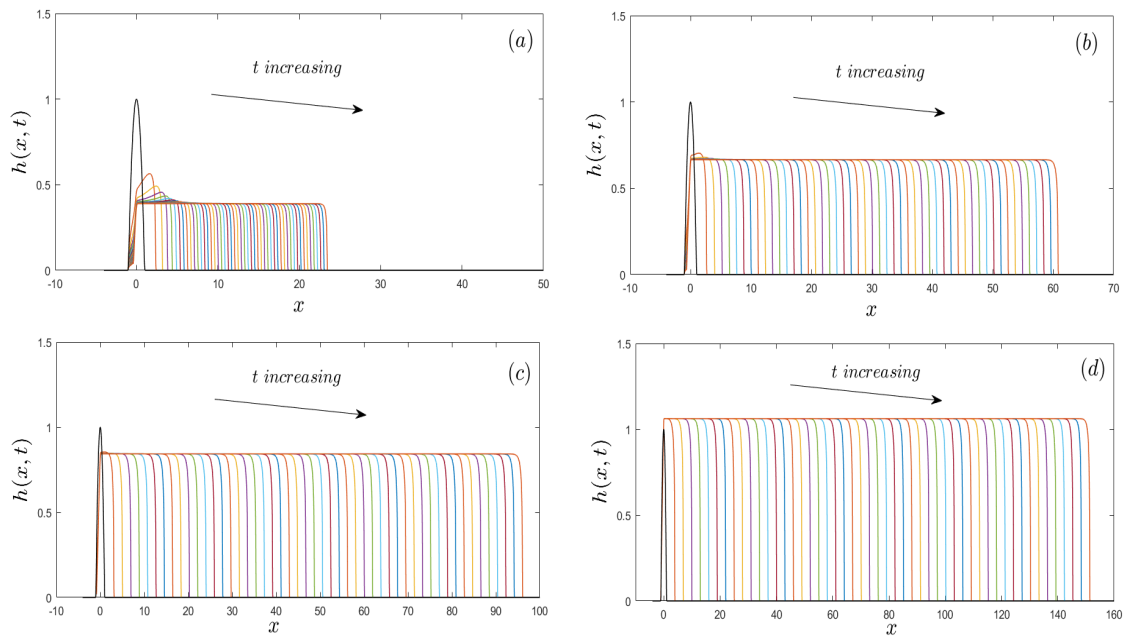 1.5
(a)
t increasing
1
h(x, t)
0.5
0
-10 0 10 20 30 40 50
x
1.5
(b)
t increasing
1
h(x, t)
0.5
0
-10 0 10 20 30 40 50 60 70
x
1.5
(c)
t increasing
1
h(x, t)
0.5
0
-10 0 10 20 30 40 50 60 70 80 90 100
x
1.5
(d)
t increasing
1
h(x, t)
0.5
0
0 20 40 60 80 100 120 140 160
x